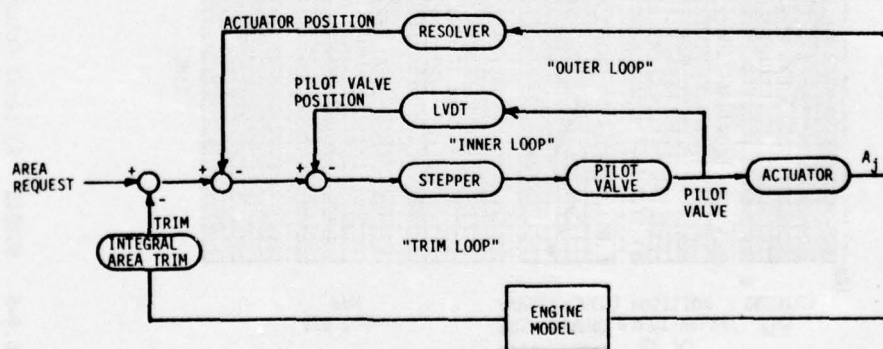 ACTUATOR POSITION
RESOLVER
"OUTER LOOP"
PILOT VALVE
POSITION
LVDT
"INNER LOOP"
AREA
REQUEST
+
-
+
-
+
-
STEPPER
PILOT
VALVE
PILOT
VALVE
ACTUATOR
Aj
TRIM
INTEGRAL
AREA TRIM
"TRIM LOOP"
ENGINE
MODEL